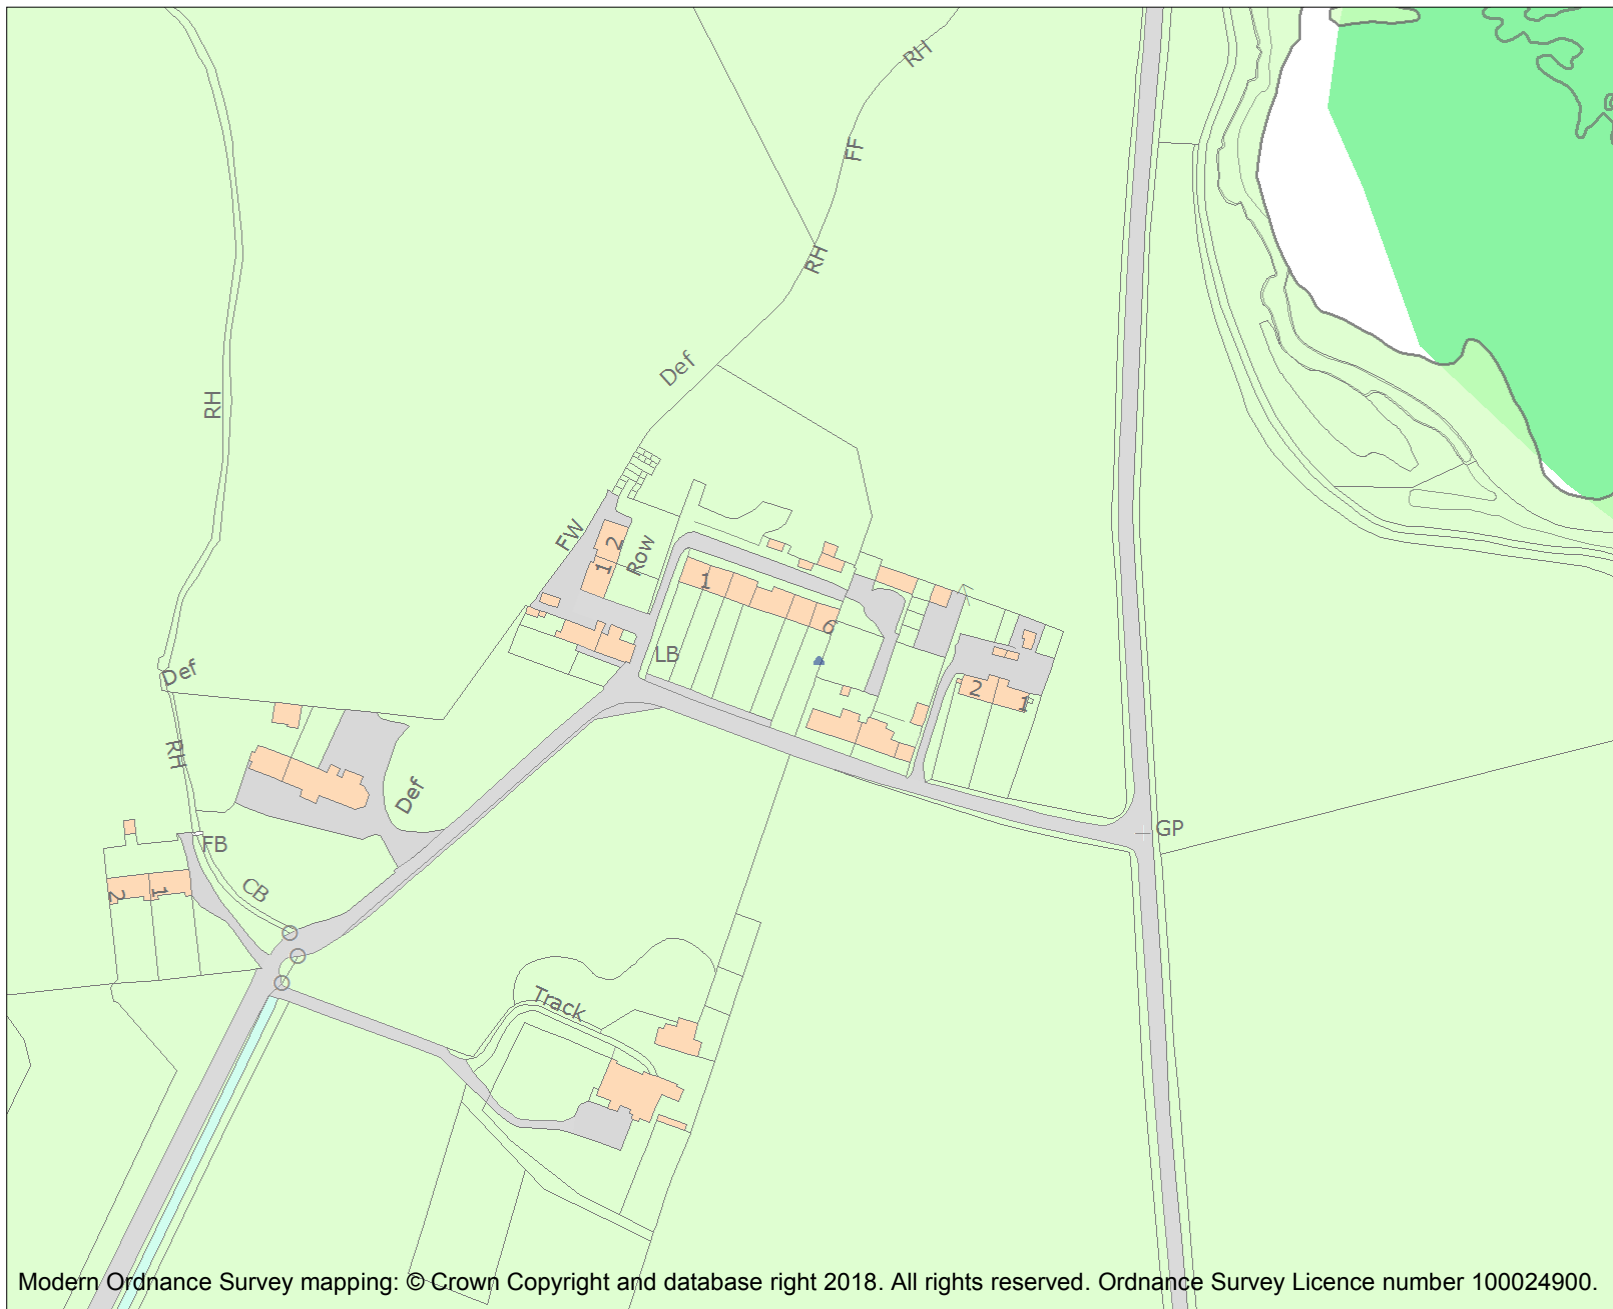 RH
FF
RH
Def
RH
FW
2
1
Row
1
6
LB
Def
2
1
RH
Def
GP
FB
CB
2
1
Track
Modern Ordnance Survey mapping: © Crown Copyright and database right 2018. All rights reserved. Ordnance Survey Licence number 100024900.